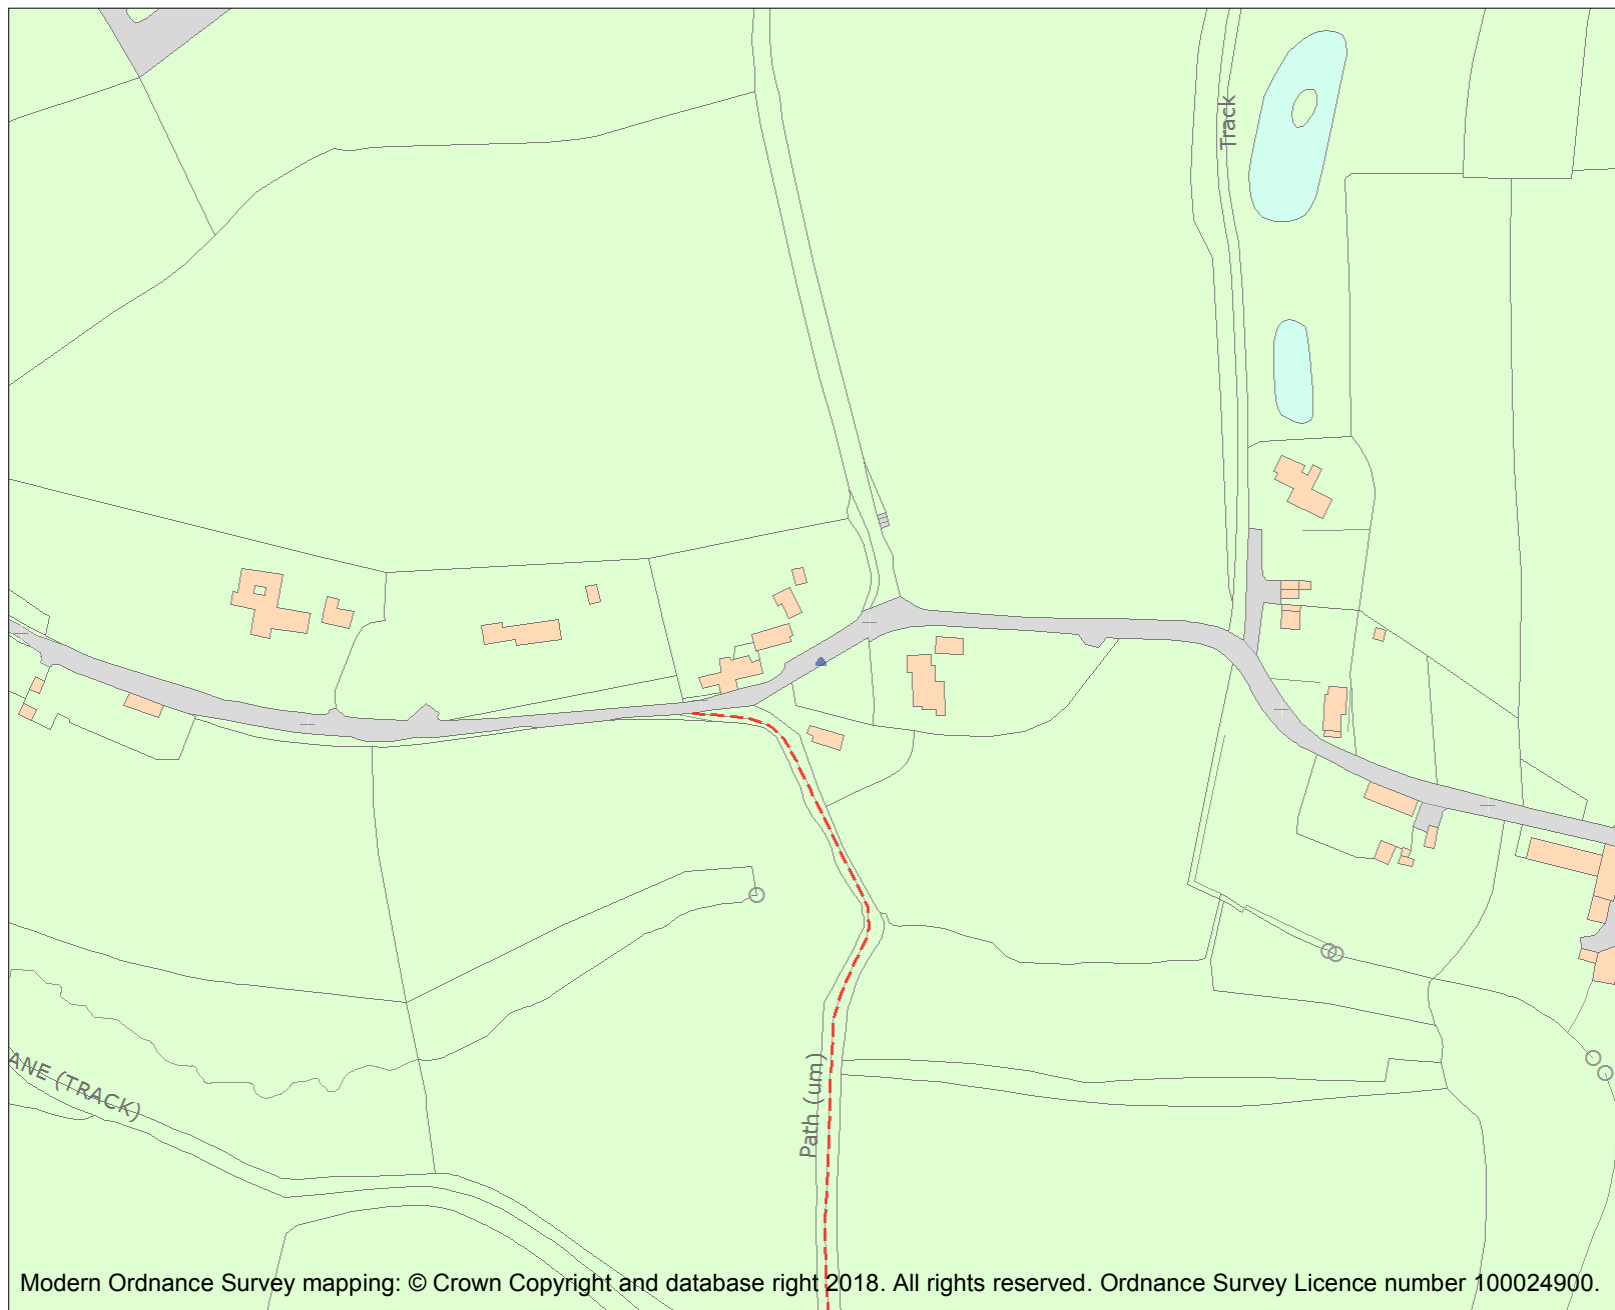 Track
ANE (TRACK)
Path (um)
Modern Ordnance Survey mapping: © Crown Copyright and database right 2018. All rights reserved. Ordnance Survey Licence number 100024900.